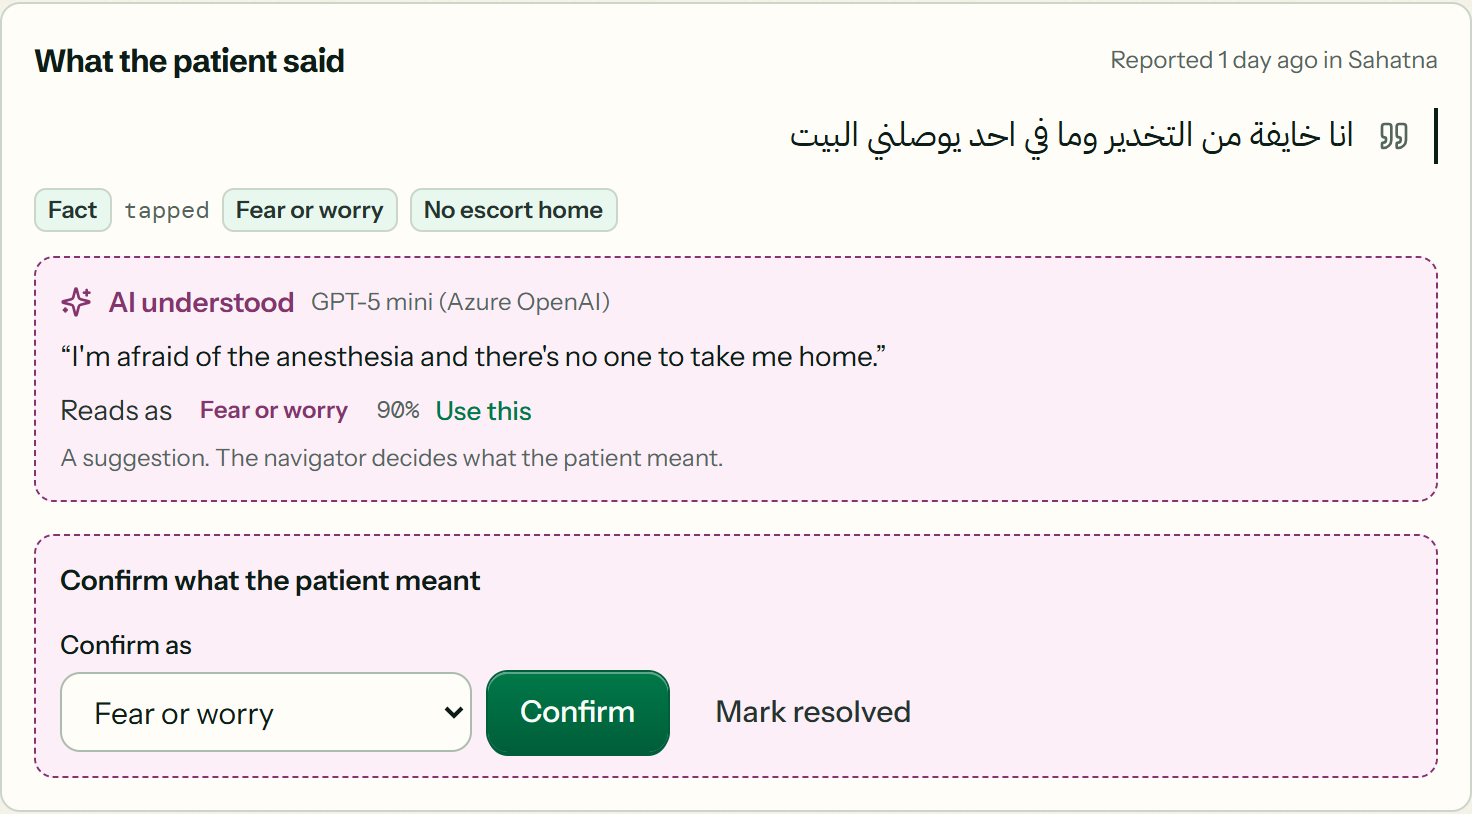 What the patient said
Reported 1 day ago in Sahatna
انا خايفة من التخدير وما في احد يوصلني البيت
Fact tapped Fear or worry No escort home
AI understood GPT-5 mini (Azure OpenAI)
“I'm afraid of the anesthesia and there's no one to take me home.”
Reads as Fear or worry 90% Use this
A suggestion. The navigator decides what the patient meant.
Confirm what the patient meant
Confirm as
Fear or worry Confirm Mark resolved